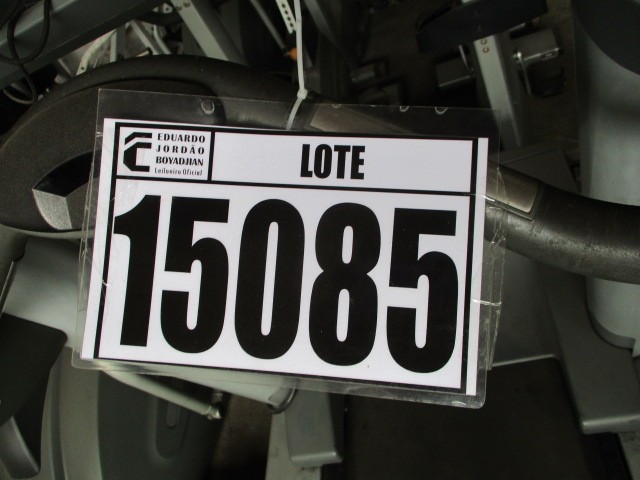 EDUARDO
JORDÃO
BOYADJIAN
Leiloeiro Oficial
LOTE
15085